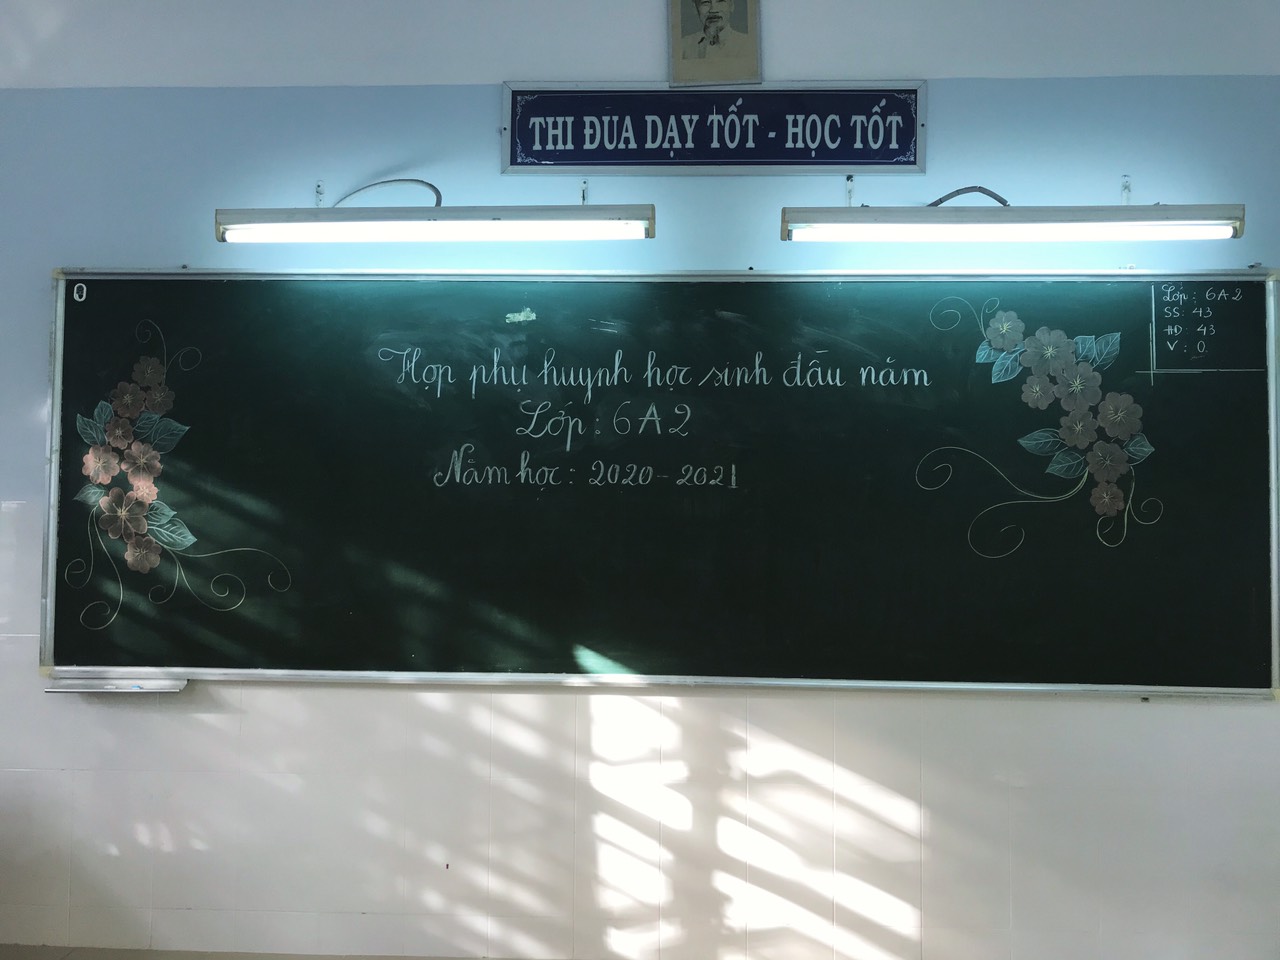 THI ĐUA DẠY TỐT - HỌC TỐT
Họp phụ huynh học sinh đầu năm
Lớp: 6A2
Năm học: 2020-2021
Lớp: 6A2
SS: 43
HD: 43
V: 0